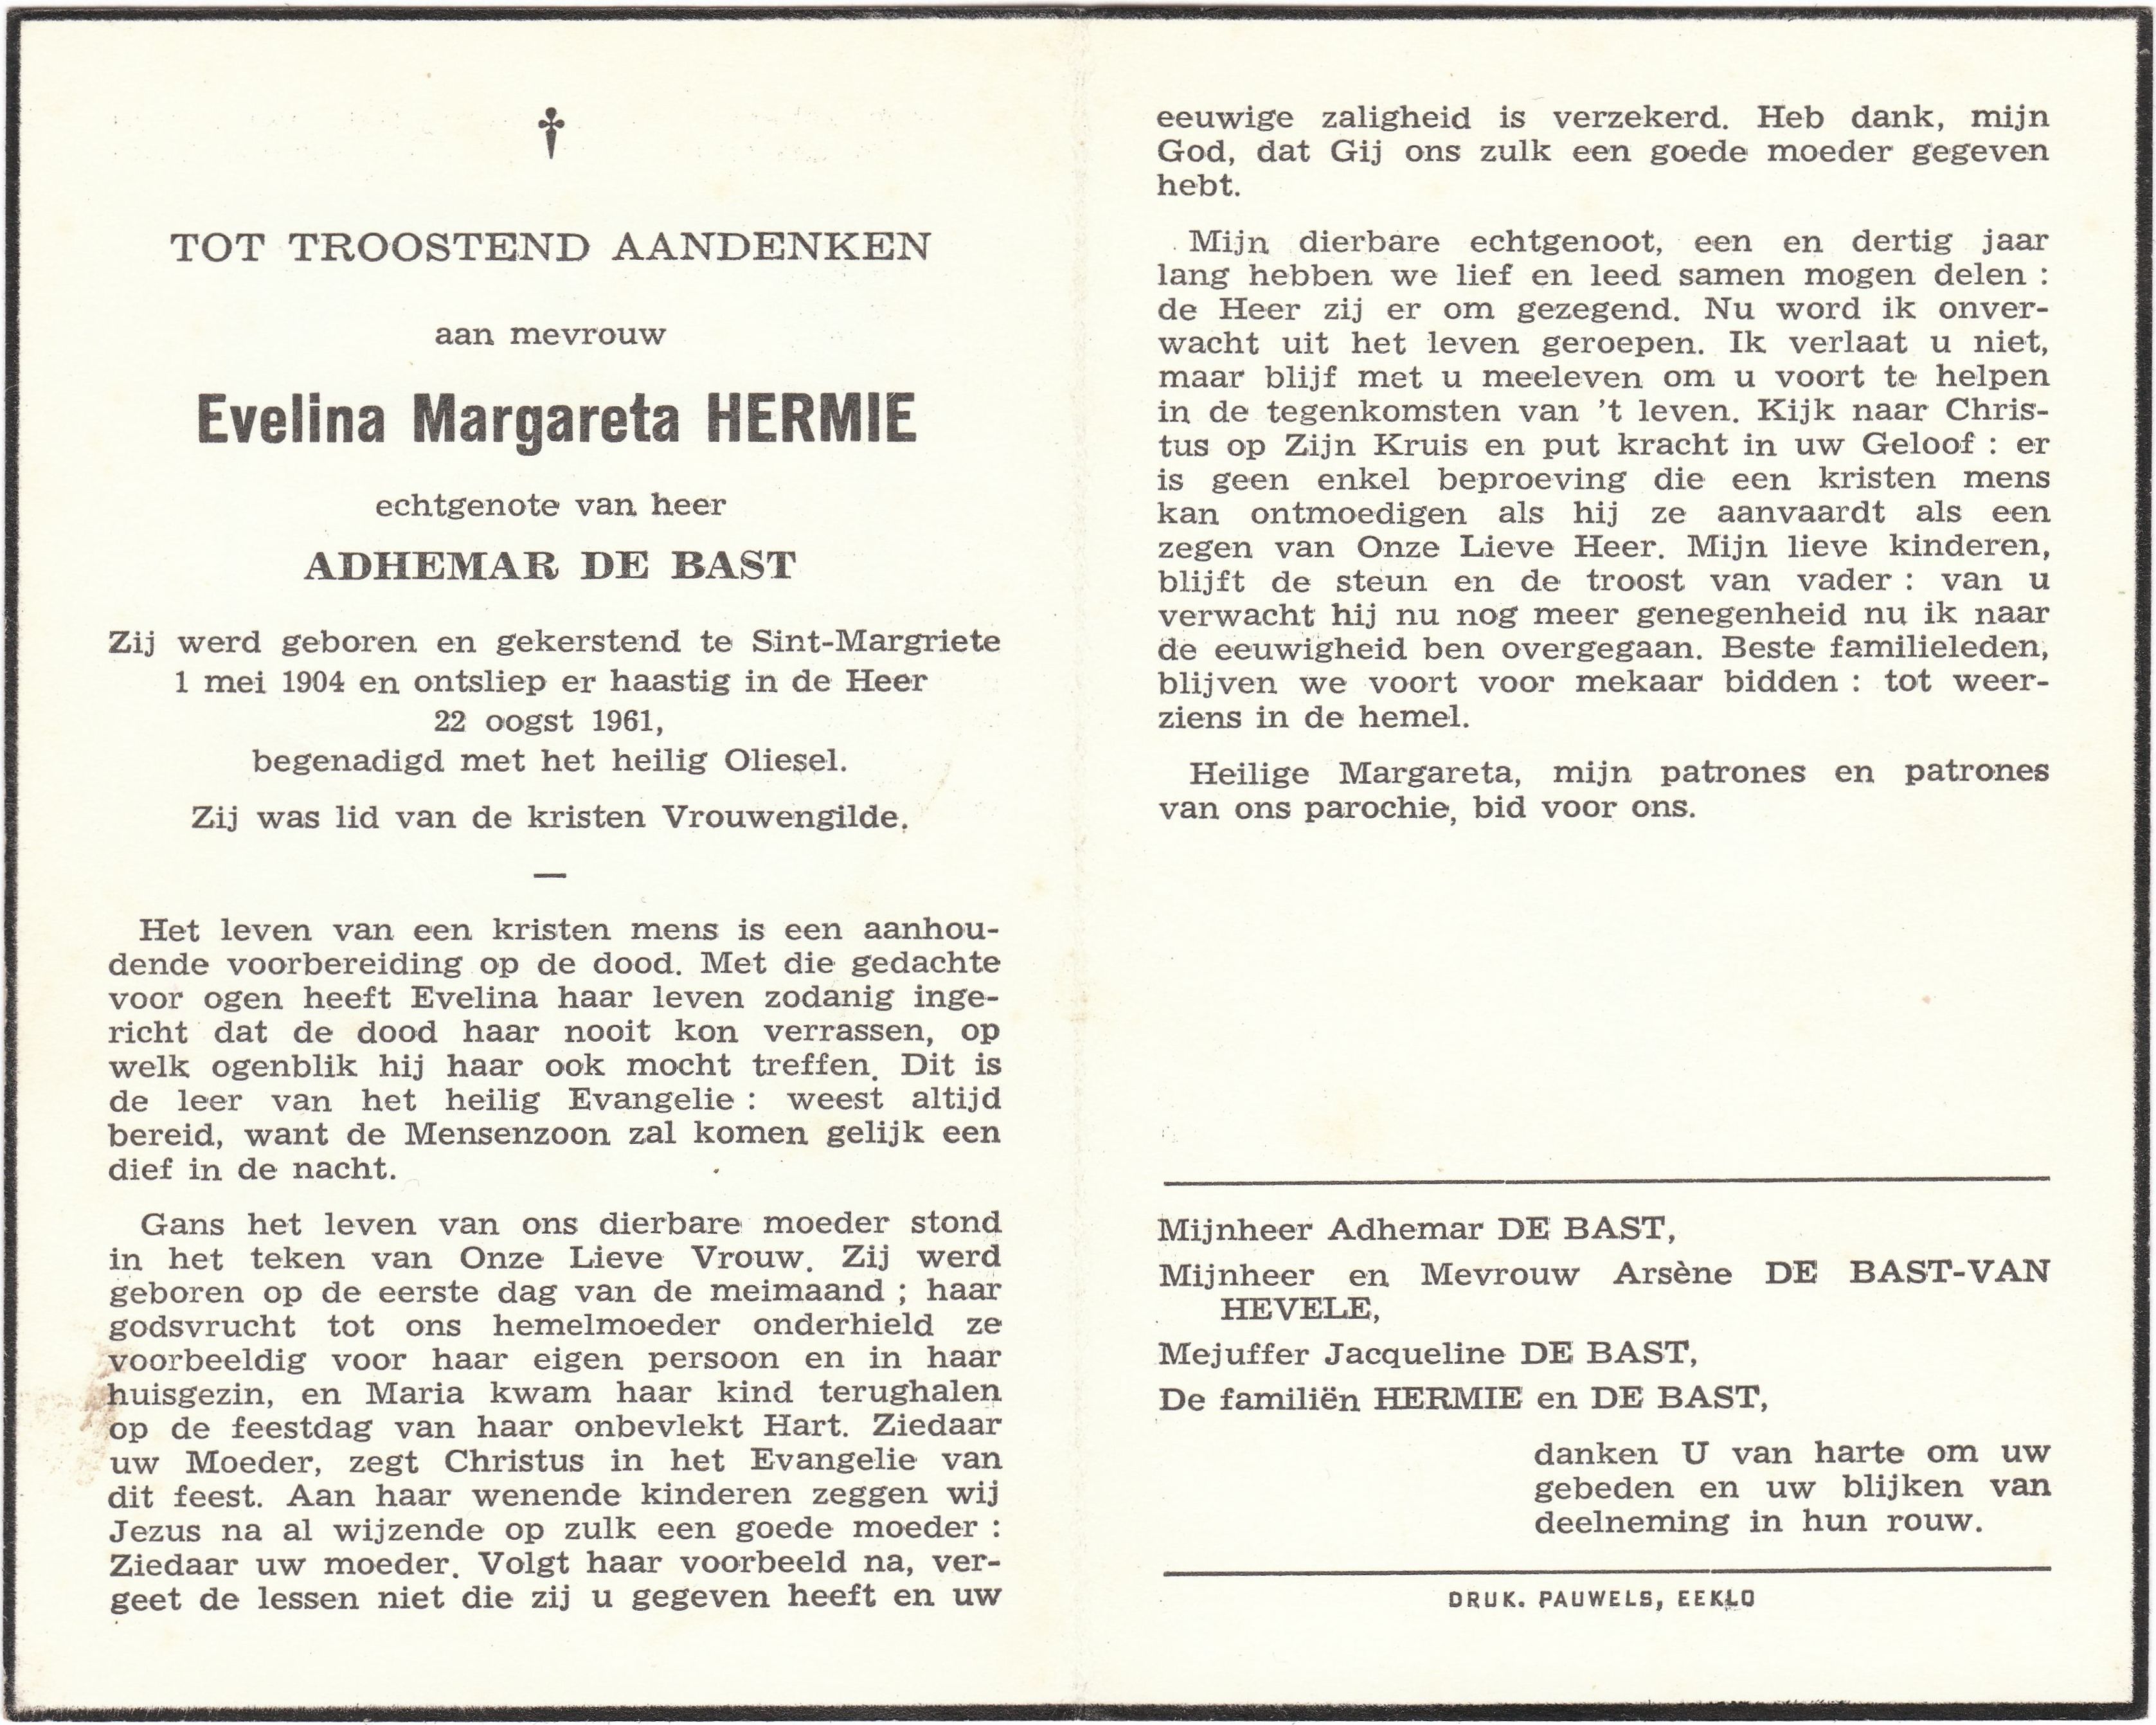 †
TOT TROOSTEND AANDENKEN
aan mevrouw
Evelina Margareta HERMIE
echtgenote van heer
ADHEMAR DE BAST
Zij werd geboren en gekerstend te Sint-Margriete
1 mei 1904 en ontsliep er haastig in de Heer
22 oogst 1961,
begenadigd met het heilig Oliesel.
Zij was lid van de kristen Vrouwengilde.
—
Het leven van een kristen mens is een aanhou-
dende voorbereiding op de dood. Met die gedachte
voor ogen heeft Evelina haar leven zodanig inge-
richt dat de dood haar nooit kon verrassen, op
welk ogenblik hij haar ook mocht treffen. Dit is
de leer van het heilig Evangelie : weest altijd
bereid, want de Mensenzoon zal komen gelijk een
dief in de nacht.
Gans het leven van ons dierbare moeder stond
in het teken van Onze Lieve Vrouw. Zij werd
geboren op de eerste dag van de meimaand ; haar
godsvrucht tot ons hemelmoeder onderhield ze
voorbeeldig voor haar eigen persoon en in haar
huisgezin, en Maria kwam haar kind terughalen
op de feestdag van haar onbevlekt Hart. Ziedaar
uw Moeder, zegt Christus in het Evangelie van
dit feest. Aan haar wenende kinderen zeggen wij
Jezus na al wijzende op zulk een goede moeder :
Ziedaar uw moeder. Volgt haar voorbeeld na, ver-
geet de lessen niet die zij u gegeven heeft en uw
eeuwige zaligheid is verzekerd. Heb dank, mijn
God, dat Gij ons zulk een goede moeder gegeven
hebt.
Mijn dierbare echtgenoot, een en dertig jaar
lang hebben we lief en leed samen mogen delen :
de Heer zij er om gezegend. Nu word ik onver-
wacht uit het leven geroepen. Ik verlaat u niet,
maar blijf met u meeleven om u voort te helpen
in de tegenkomsten van 't leven. Kijk naar Chris-
tus op Zijn Kruis en put kracht in uw Geloof : er
is geen enkel beproeving die een kristen mens
kan ontmoedigen als hij ze aanvaardt als een
zegen van Onze Lieve Heer. Mijn lieve kinderen,
blijft de steun en de troost van vader : van u
verwacht hij nu nog meer genegenheid nu ik naar
de eeuwigheid ben overgegaan. Beste familieleden,
blijven we voort voor mekaar bidden : tot weer-
ziens in de hemel.
Heilige Margareta, mijn patrones en patrones
van ons parochie, bid voor ons.
Mijnheer Adhemar DE BAST,
Mijnheer en Mevrouw Arsène DE BAST-VAN
HEVELE,
Mejuffer Jacqueline DE BAST,
De familiën HERMIE en DE BAST,
danken U van harte om uw
gebeden en uw blijken van
deelneming in hun rouw.
DRUK. PAUWELS, EEKLO